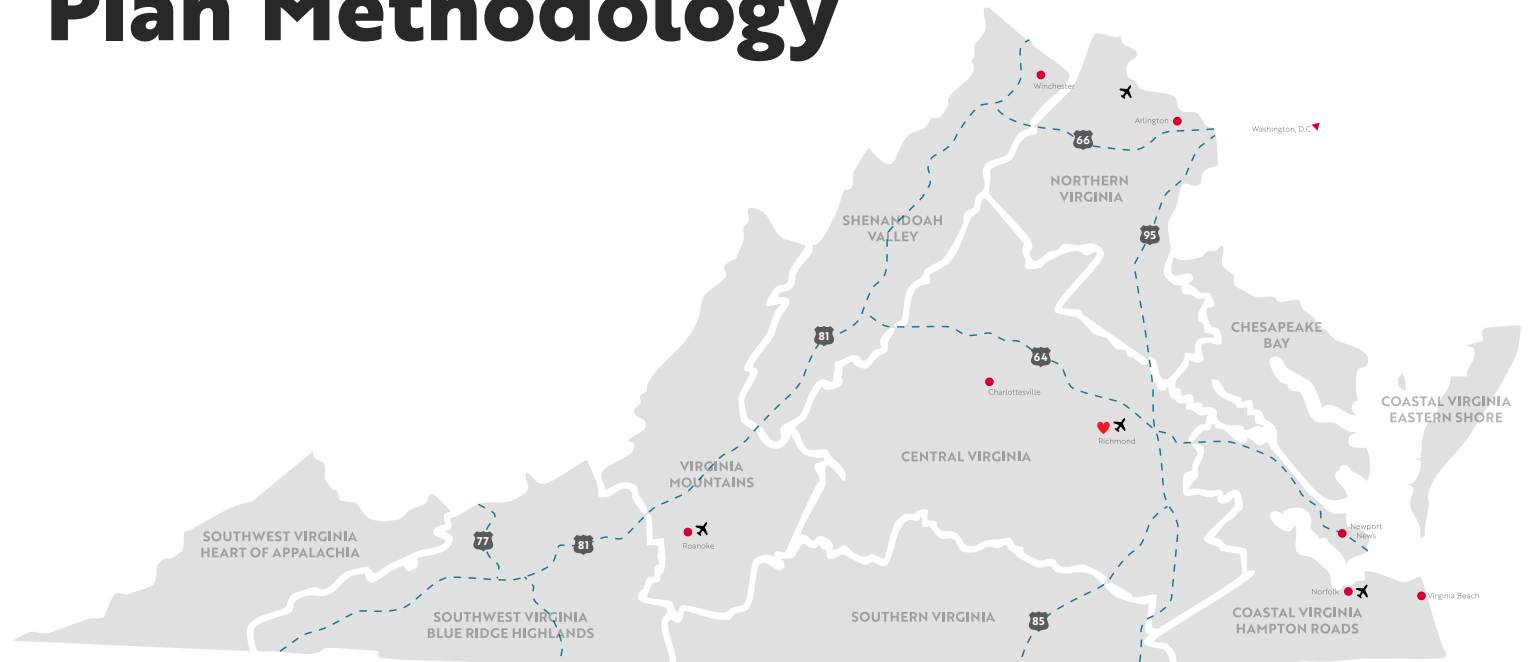 Plan Methodology
Winchester
Arlington
Washington, D.C.
66
NORTHERN
VIRGINIA
SHENANDOAH
VALLEY
95
CHESAPEAKE
BAY
81
64
Charlottesville
COASTAL VIRGINIA
EASTERN SHORE
Richmond
CENTRAL VIRGINIA
VIRGINIA
MOUNTAINS
Roanoke
SOUTHWEST VIRGINIA
HEART OF APPALACHIA
77
81
Newport
News
Norfolk
Virginia Beach
SOUTHWEST VIRGINIA
BLUE RIDGE HIGHLANDS
SOUTHERN VIRGINIA
85
COASTAL VIRGINIA
HAMPTON ROADS